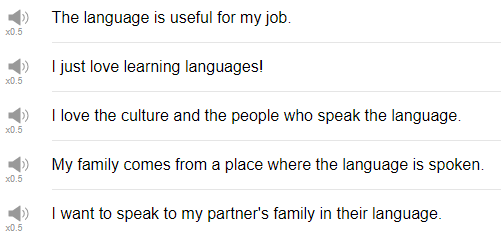 The language is useful for my job.
x0.5
I just love learning languages!
x0.5
I love the culture and the people who speak the language.
x0.5
My family comes from a place where the language is spoken.
x0.5
I want to speak to my partner's family in their language.
x0.5